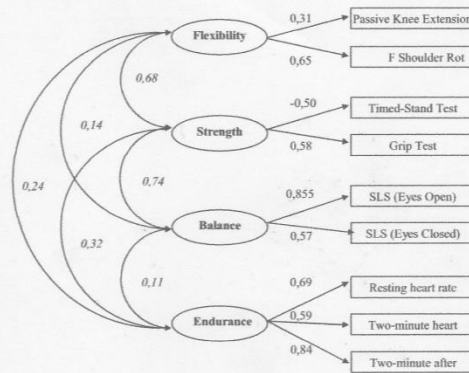 0,31
Passive Knee Extension
Flexibility
0,65
F Shoulder Rot
0,68
-0,50
Timed-Stand Test
0,14
Strength
0,58
Grip Test
0,24
0,74
0,855
SLS (Eyes Open)
Balance
0,57
SLS (Eyes Closed)
0,32
0,11
0,69
Resting heart rate
0,59
Two-minute heart
Endurance
0,84
Two-minute after